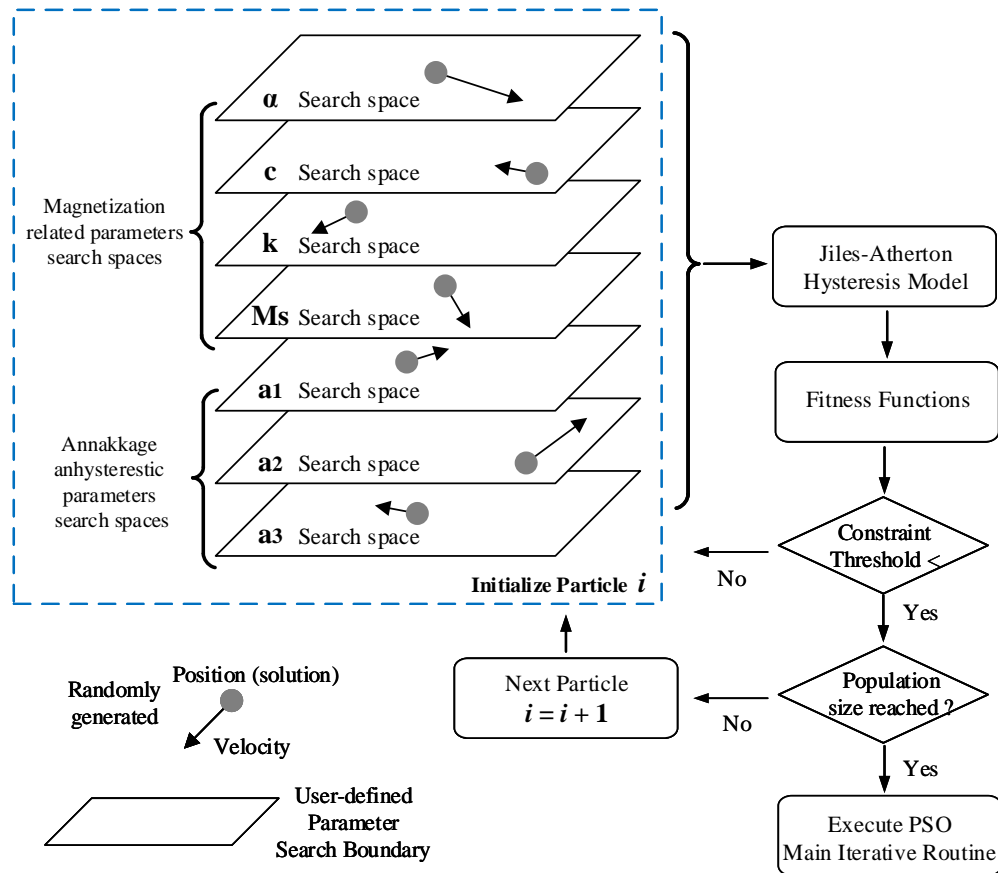 α Search space
c Search space
k Search space
Ms Search space
a1 Search space
a2 Search space
a3 Search space
Magnetization
related parameters
search spaces
Annakkage
anhysterestic
parameters
search spaces
Initialize Particle i
Jiles-Atherton
Hysteresis Model
Fitness Functions
Constraint
Threshold <
No
Yes
Population
size reached ?
No
Yes
Next Particle
i = i + 1
Execute PSO
Main Iterative Routine
Randomly
generated
Position (solution)
Velocity
User-defined
Parameter
Search Boundary